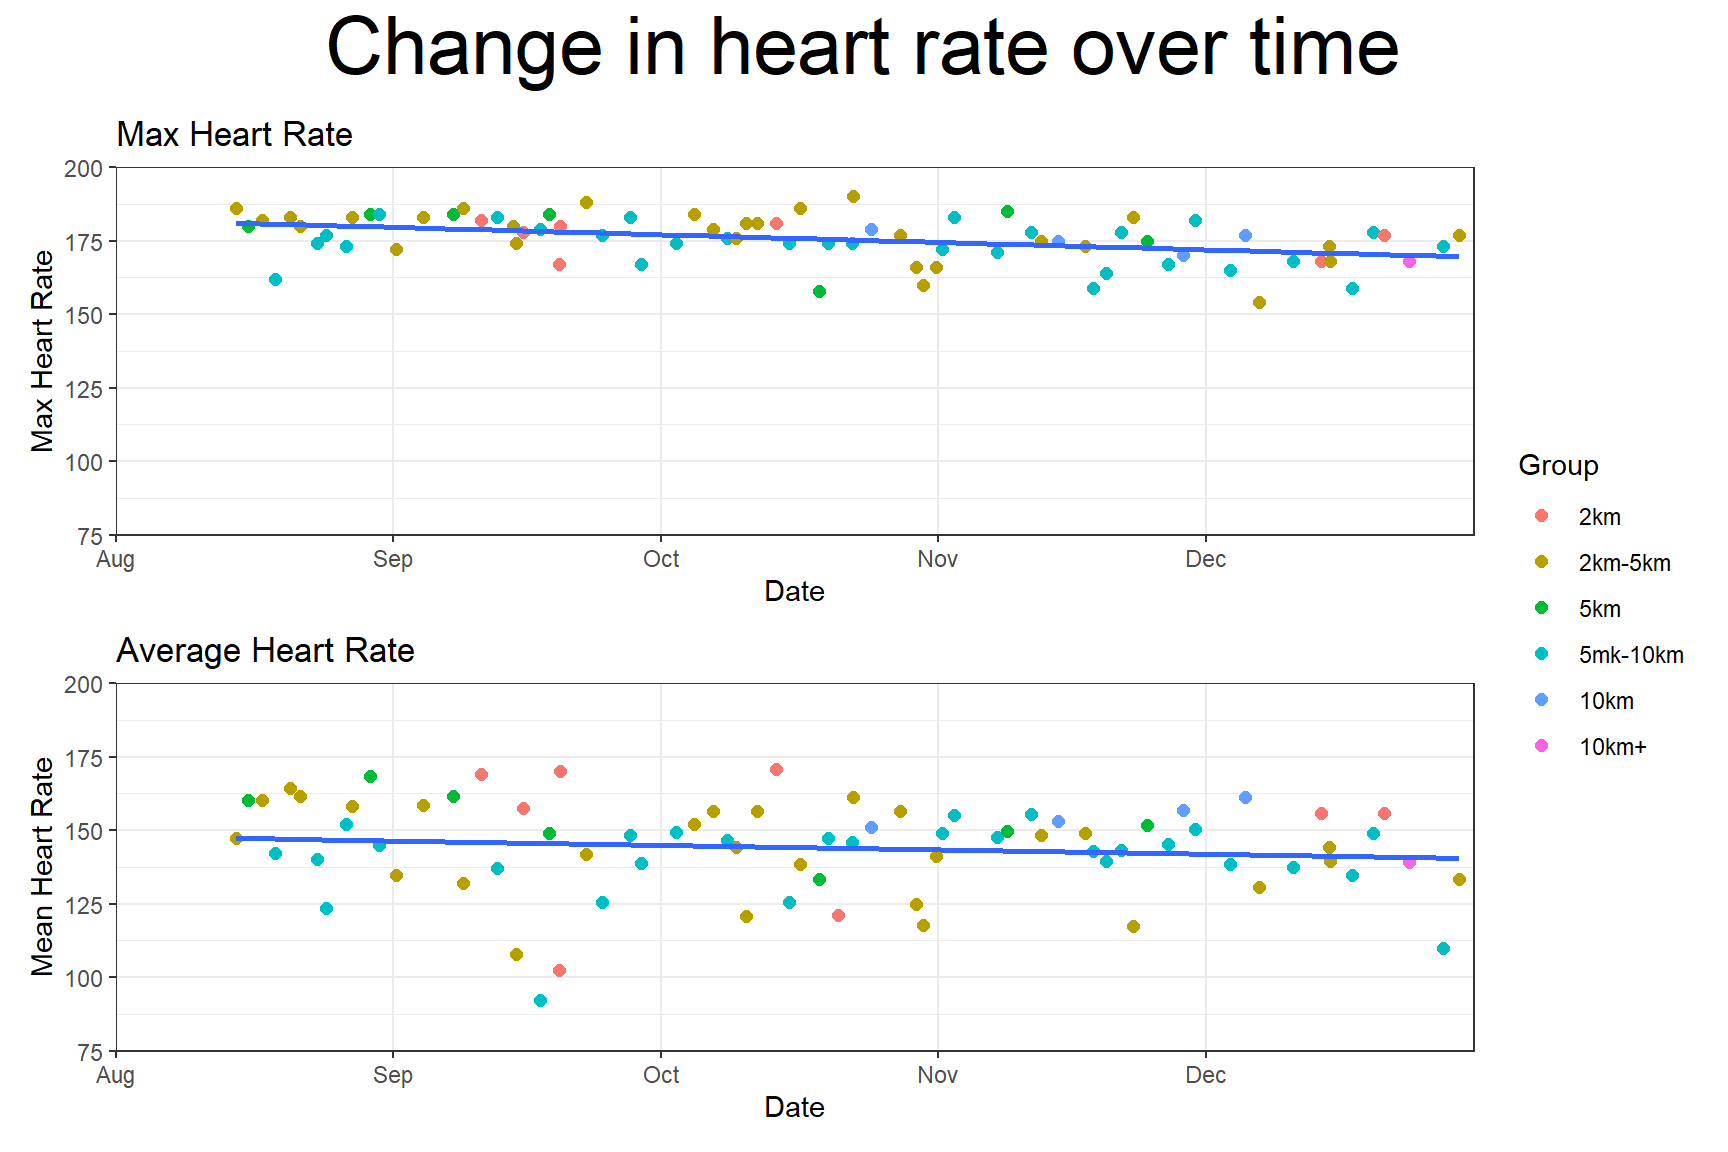 Change in heart rate over time
Max Heart Rate
Max Heart Rate
200
175
150
125
100
75
Aug Sep Oct Nov Dec
Date
Average Heart Rate
Mean Heart Rate
200
175
150
125
100
75
Aug Sep Oct Nov Dec
Date
Group
2km
2km-5km
5km
5mk-10km
10km
10km+